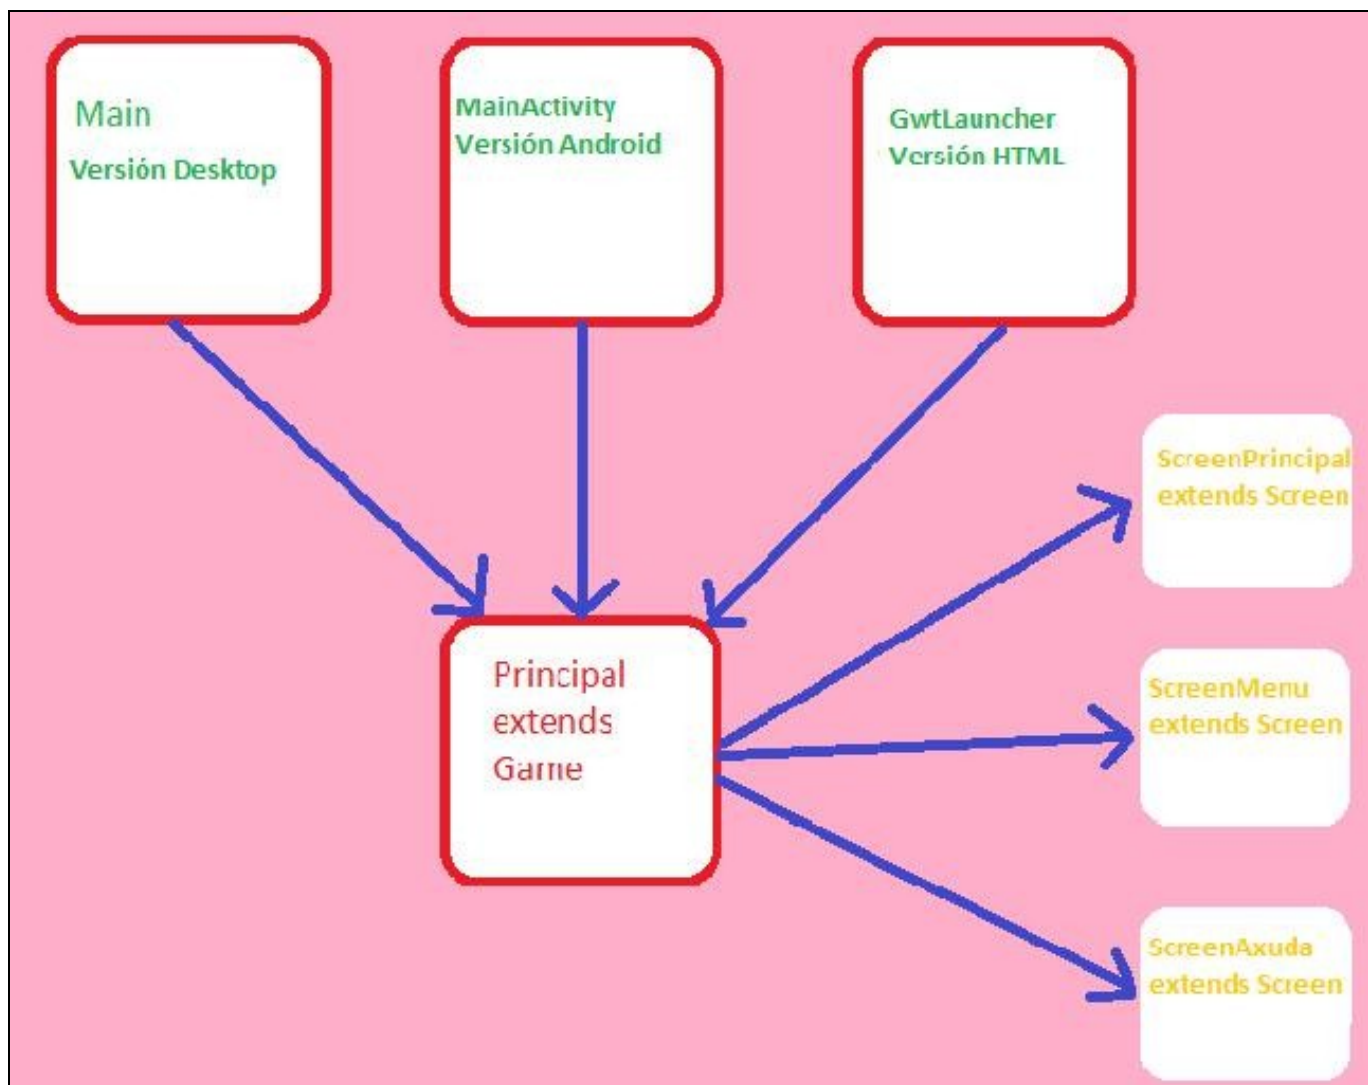 Main
Versión Desktop
MainActivity
Versión Android
GwtLauncher
Versión HTML
Principal
extends
Game
ScreenPrincipal
extends Screen
ScreenMenu
extends Screen
ScreenAxuda
extends Screen